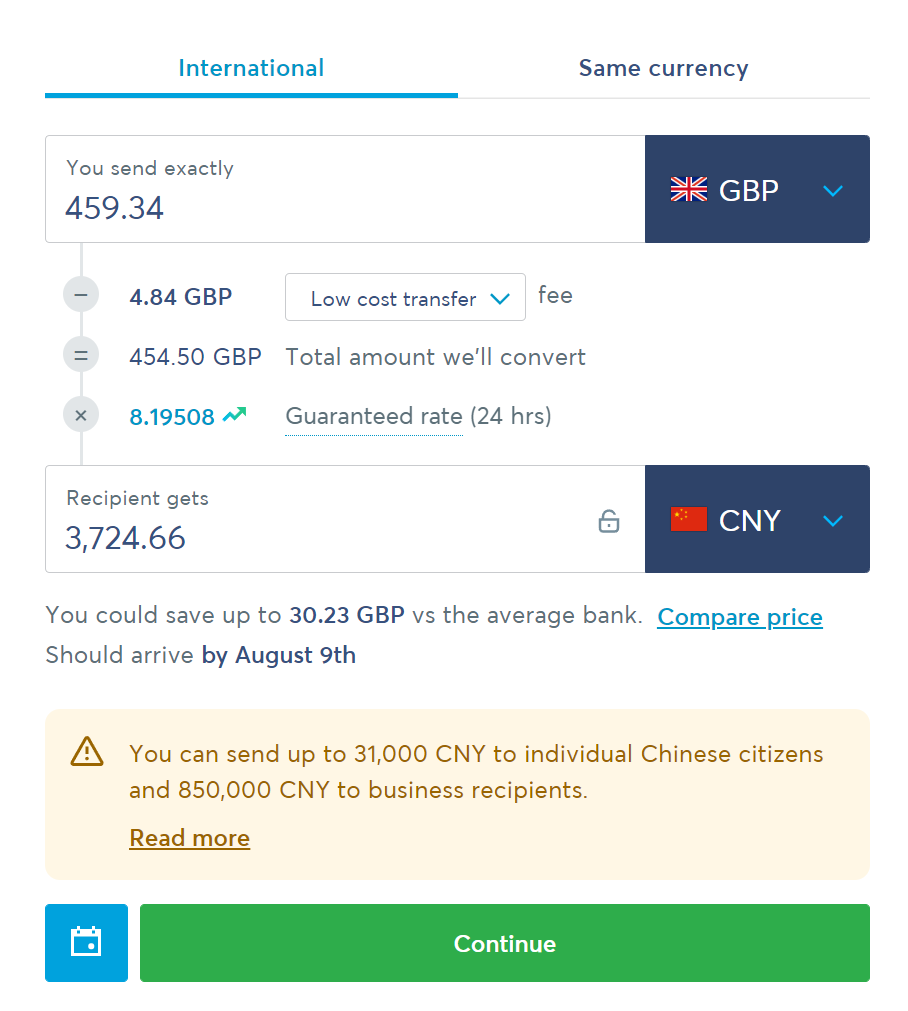 International
Same currency
You send exactly
459.34
GBP
4.84 GBP Low cost transfer fee
454.50 GBP Total amount we'll convert
8.19508 Guaranteed rate (24 hrs)
Recipient gets
3,724.66
CNY
You could save up to 30.23 GBP vs the average bank. Compare price
Should arrive by August 9th
You can send up to 31,000 CNY to individual Chinese citizens
and 850,000 CNY to business recipients.
Read more
Continue